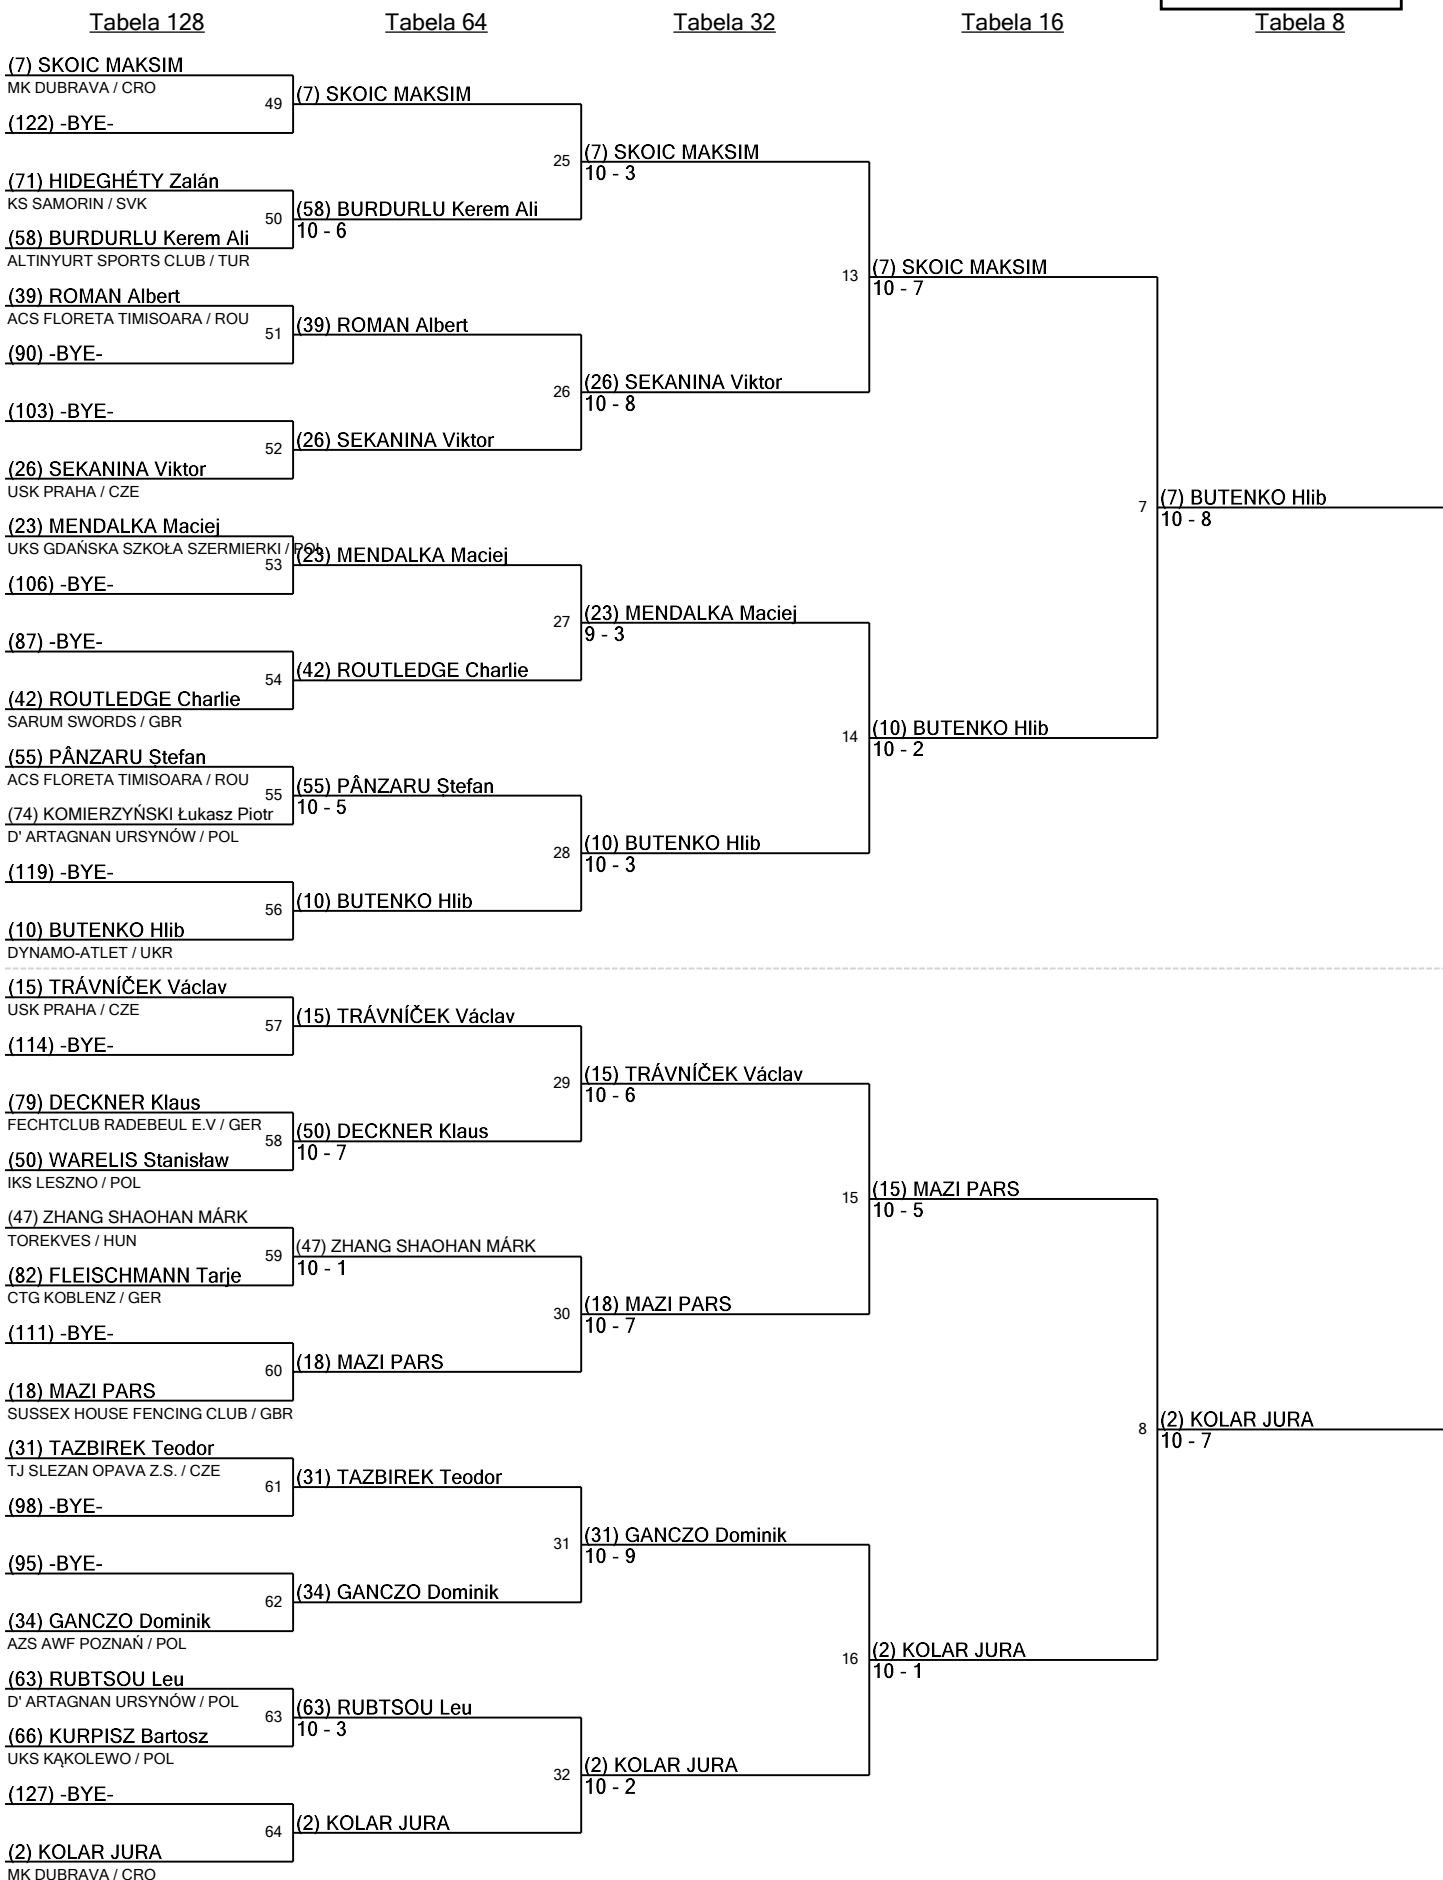 Tabela 128
Tabela 64
Tabela 32
Tabela 16
Tabela 8
(7) SKOIC MAKSIM
MK DUBRAVA / CRO
49
(122) -BYE-
(71) HIDEGHÉTY Zalán
KS SAMORIN / SVK
50
(58) BURDURLU Kerem Ali
ALTINYURT SPORTS CLUB / TUR
(39) ROMAN Albert
ACS FLORETA TIMISOARA / ROU
51
(90) -BYE-
(103) -BYE-
52
(26) SEKANINA Viktor
USK PRAHA / CZE
(23) MENDALKA Maciej
UKS GDAŃSKA SZKOŁA SZERMIERKI / POL
53
(106) -BYE-
(87) -BYE-
54
(42) ROUTLEDGE Charlie
SARUM SWORDS / GBR
(55) PÂNZARU Ștefan
ACS FLORETA TIMISOARA / ROU
55
(74) KOMIERZYŃSKI Łukasz Piotr
D' ARTAGNAN URSYNÓW / POL
(119) -BYE-
56
(10) BUTENKO Hlib
DYNAMO-ATLET / UKR
(15) TRÁVNÍČEK Václav
USK PRAHA / CZE
57
(114) -BYE-
(79) DECKNER Klaus
FECHTCLUB RADEBEUL E.V / GER
58
(50) WARELIS Stanisław
IKS LESZNO / POL
(47) ZHANG SHAOHAN MÁRK
TOREKVES / HUN
59
(82) FLEISCHMANN Tarje
CTG KOBLENZ / GER
(111) -BYE-
60
(18) MAZI PARS
SUSSEX HOUSE FENCING CLUB / GBR
(31) TAZBIREK Teodor
TJ SLEZAN OPAVA Z.S. / CZE
61
(98) -BYE-
(95) -BYE-
62
(34) GANCZO Dominik
AZS AWF POZNAŃ / POL
(63) RUBTSOU Leu
D' ARTAGNAN URSYNÓW / POL
63
(66) KURPISZ Bartosz
UKS KĄKOLEWO / POL
(127) -BYE-
64
(2) KOLAR JURA
MK DUBRAVA / CRO
(7) SKOIC MAKSIM
25
(58) BURDURLU Kerem Ali
10 - 6
(39) ROMAN Albert
26
(26) SEKANINA Viktor
(23) MENDALKA Maciej
27
(42) ROUTLEDGE Charlie
(55) PÂNZARU Ștefan
10 - 5
28
(10) BUTENKO Hlib
(15) TRÁVNÍČEK Václav
29
(50) DECKNER Klaus
10 - 7
(47) ZHANG SHAOHAN MÁRK
10 - 1
30
(18) MAZI PARS
(31) TAZBIREK Teodor
31
(34) GANCZO Dominik
(63) RUBTSOU Leu
10 - 3
32
(2) KOLAR JURA
(7) SKOIC MAKSIM
10 - 3
13
(26) SEKANINA Viktor
10 - 8
(23) MENDALKA Maciej
9 - 3
14
(10) BUTENKO Hlib
10 - 3
(15) TRÁVNÍČEK Václav
10 - 6
15
(18) MAZI PARS
10 - 7
(31) GANCZO Dominik
10 - 9
16
(2) KOLAR JURA
10 - 2
(7) SKOIC MAKSIM
10 - 7
7
(10) BUTENKO Hlib
10 - 2
(15) MAZI PARS
10 - 5
8
(2) KOLAR JURA
10 - 1
(7) BUTENKO Hlib
10 - 8
(2) KOLAR JURA
10 - 7